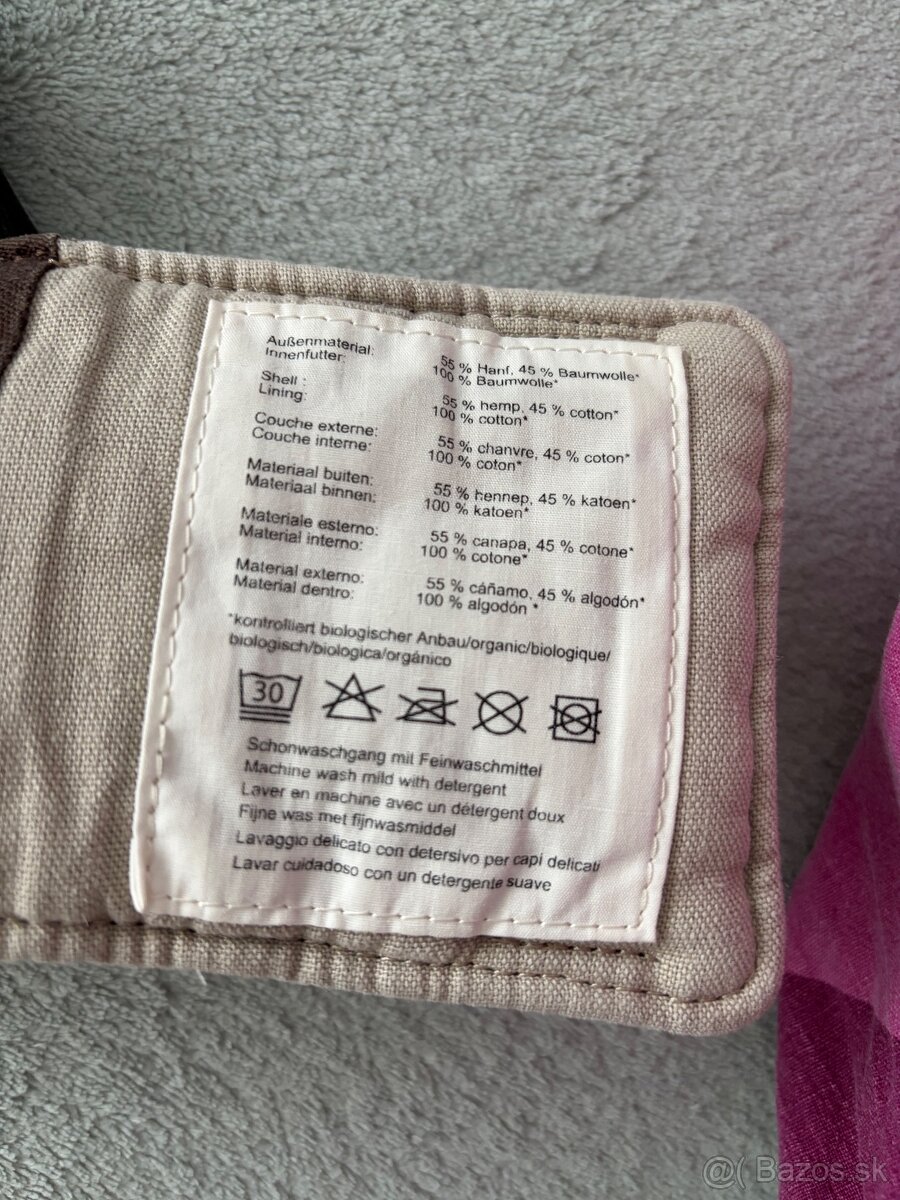 Außenmaterial: 55 % Hanf, 45 % Baumwolle*
Innenfutter: 100 % Baumwolle*
Shell : 55 % hemp, 45 % cotton*
Lining: 100 % cotton*
Couche externe: 55 % chanvre, 45 % coton*
Couche interne: 100 % coton*
Materiaal buiten: 55 % hennep, 45 % katoen*
Materiaal binnen: 100 % katoen*
Materiale esterno: 55 % canapa, 45 % cotone*
Material interno: 100 % cotone*
Material externo: 55 % cáñamo, 45 % algodón*
Material dentro: 100 % algodón *
*kontrolliert biologischer Anbau/organic/biologique/
biologisch/biologica/orgánico
30
Schonwaschgang mit Feinwaschmittel
Machine wash mild with detergent
Laver en machine avec un détergent doux
Fijne was met fijnwasmiddel
Lavaggio delicato con detersivo per capi delicati
Lavar cuidadoso con un detergente suave
@( Bazos.sk